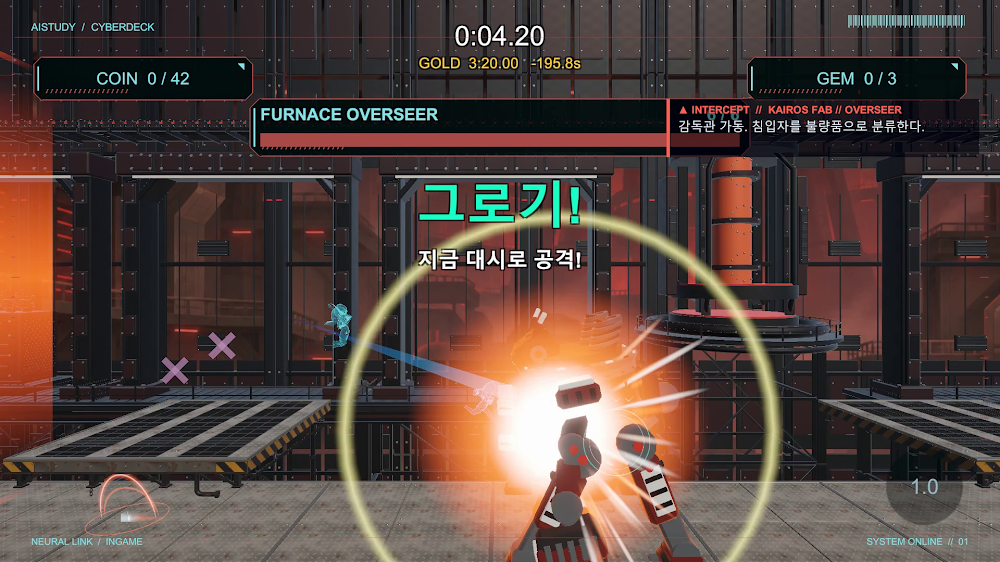 AISTUDY / CYBERDECK
0:04.20
GOLD 3:20.00 -195.8s
COIN 0 / 42
GEM 0 / 3
FURNACE OVERSEER
▲ INTERCEPT // KAIROS FAB // OVERSEER
감독관 가동. 침입자를 불량품으로 분류한다.
그로기!
지금 대시로 공격!
1.0
NEURAL LINK / INGAME
SYSTEM ONLINE // 01